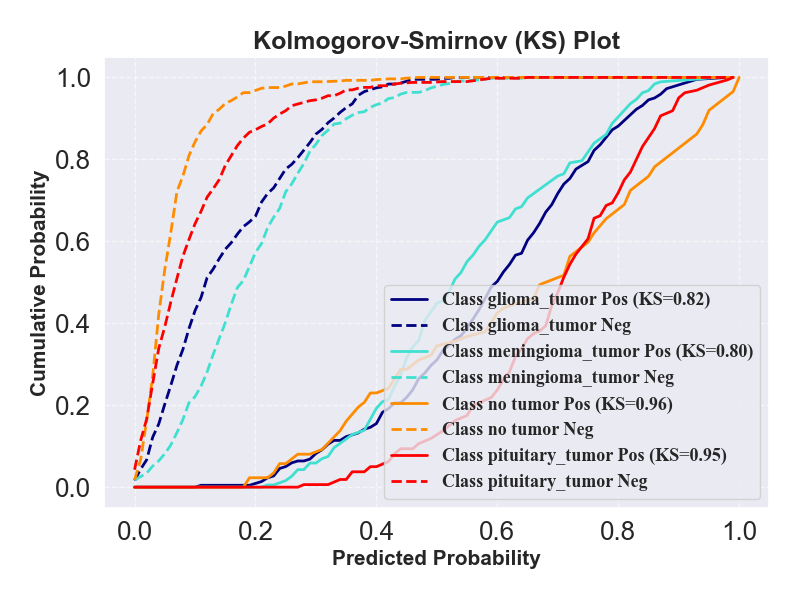 Kolmogorov-Smirnov (KS) Plot
Cumulative Probability
1.0
0.8
0.6
0.4
0.2
0.0
Class glioma_tumor Pos (KS=0.82)
Class glioma_tumor Neg
Class meningioma_tumor Pos (KS=0.80)
Class meningioma_tumor Neg
Class no tumor Pos (KS=0.96)
Class no tumor Neg
Class pituitary_tumor Pos (KS=0.95)
Class pituitary_tumor Neg
0.0 0.2 0.4 0.6 0.8 1.0
Predicted Probability